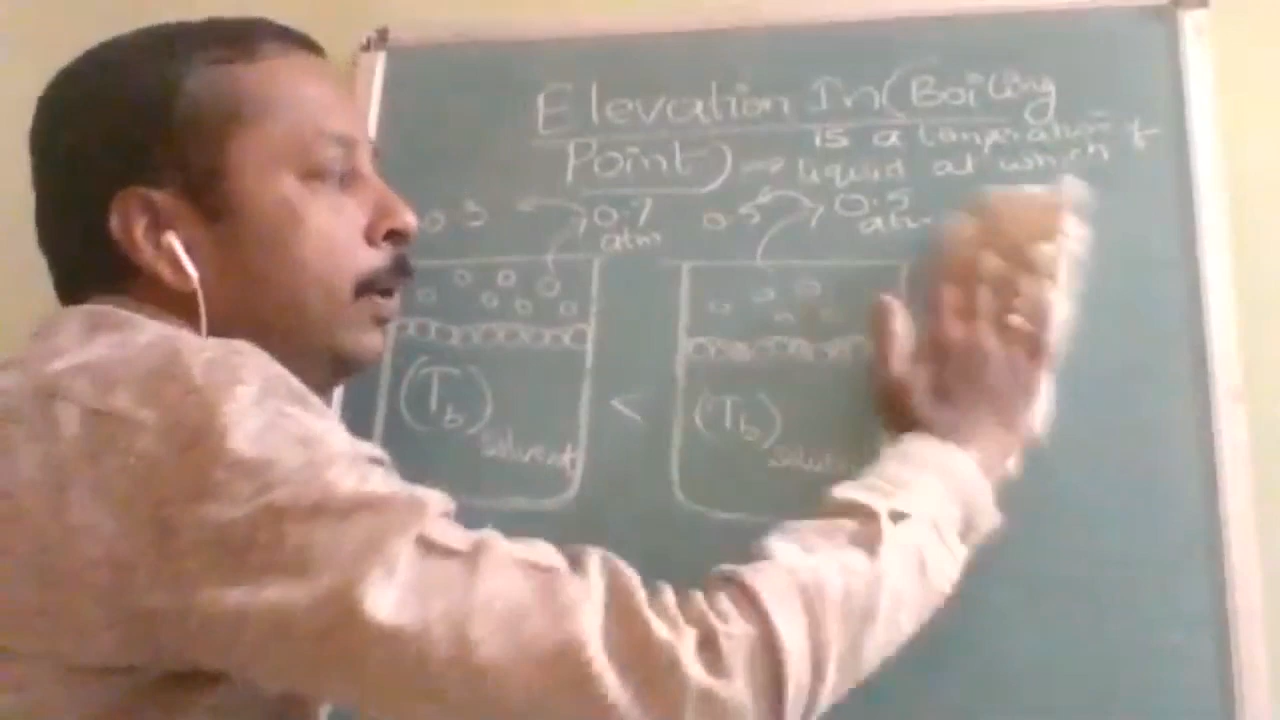 Elevation In (Boiling
Point) → is a temperature of
liquid at which
0.3 0.7 0.5 0.5
atm atm
(Tb) < (Tb)
solvent